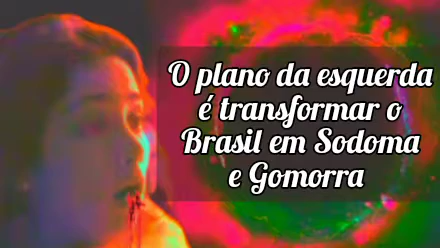 O plano da esquerda
é transformar o
Brasil em Sodoma
e Gomorra